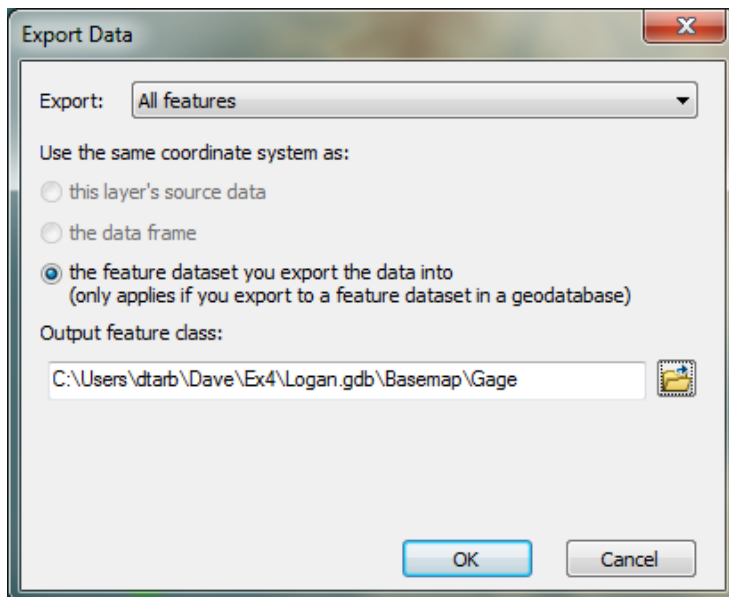 Export Data
Export: All features
Use the same coordinate system as:
this layer's source data
the data frame
the feature dataset you export the data into
(only applies if you export to a feature dataset in a geodatabase)
Output feature class:
C:\Users\dtarb\Dave\Ex4\Logan.gdb\Basemap\Gage
OK Cancel